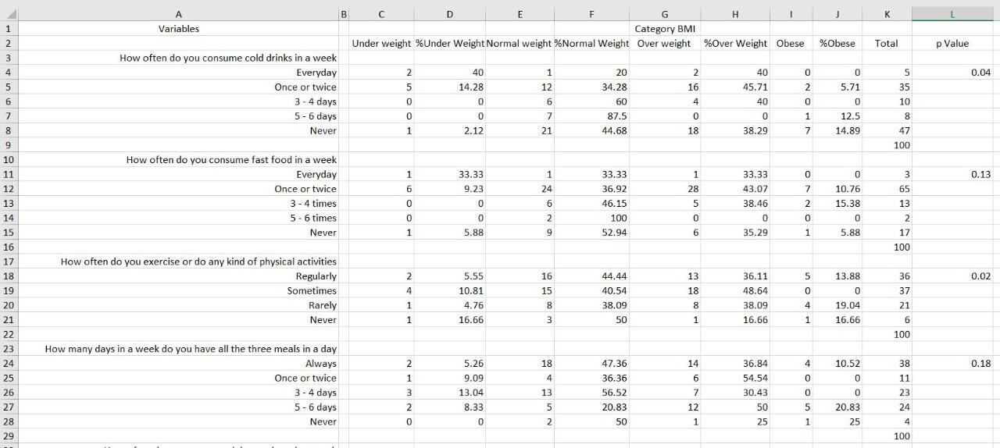 A B C D E F G H I J K L
1 Variables Category BMI
2 Under weight %Under Weight Normal weight %Normal Weight Over weight %Over Weight Obese %Obese Total p Value
3 How often do you consume cold drinks in a week
4 Everyday 2 40 1 20 2 40 0 0 5 0.04
5 Once or twice 5 14.28 12 34.28 16 45.71 2 5.71 35
6 3 - 4 days 0 0 6 60 4 40 0 0 10
7 5 - 6 days 0 0 7 87.5 0 0 1 12.5 8
8 Never 1 2.12 21 44.68 18 38.29 7 14.89 47
9 100
10 How often do you consume fast food in a week
11 Everyday 1 33.33 1 33.33 1 33.33 0 0 3 0.13
12 Once or twice 6 9.23 24 36.92 28 43.07 7 10.76 65
13 3 - 4 times 0 0 6 46.15 5 38.46 2 15.38 13
14 5 - 6 times 0 0 2 100 0 0 0 0 2
15 Never 1 5.88 9 52.94 6 35.29 1 5.88 17
16 100
17 How often do you exercise or do any kind of physical activities
18 Regularly 2 5.55 16 44.44 13 36.11 5 13.88 36 0.02
19 Sometimes 4 10.81 15 40.54 18 48.64 0 0 37
20 Rarely 1 4.76 8 38.09 8 38.09 4 19.04 21
21 Never 1 16.66 3 50 1 16.66 1 16.66 6
22 100
23 How many days in a week do you have all the three meals in a day
24 Always 2 5.26 18 47.36 14 36.84 4 10.52 38 0.18
25 Once or twice 1 9.09 4 36.36 6 54.54 0 0 11
26 3 - 4 days 3 13.04 13 56.52 7 30.43 0 0 23
27 5 - 6 days 2 8.33 5 20.83 12 50 5 20.83 24
28 Never 0 0 2 50 1 25 1 25 4
29 100